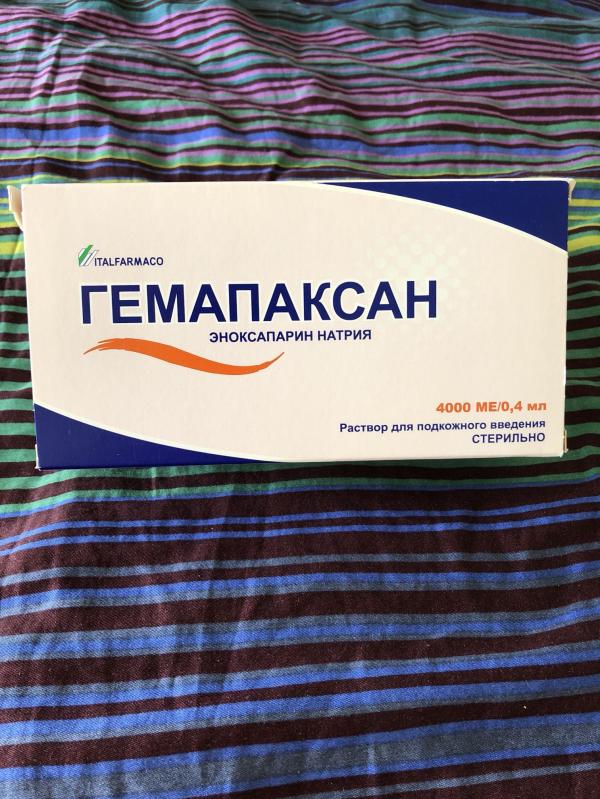 ITALFARMACO
ГЕМАПАКСАН
ЭНОКСАПАРИН НАТРИЯ
4000 МЕ/0,4 мл
Раствор для подкожного введения
СТЕРИЛЬНО